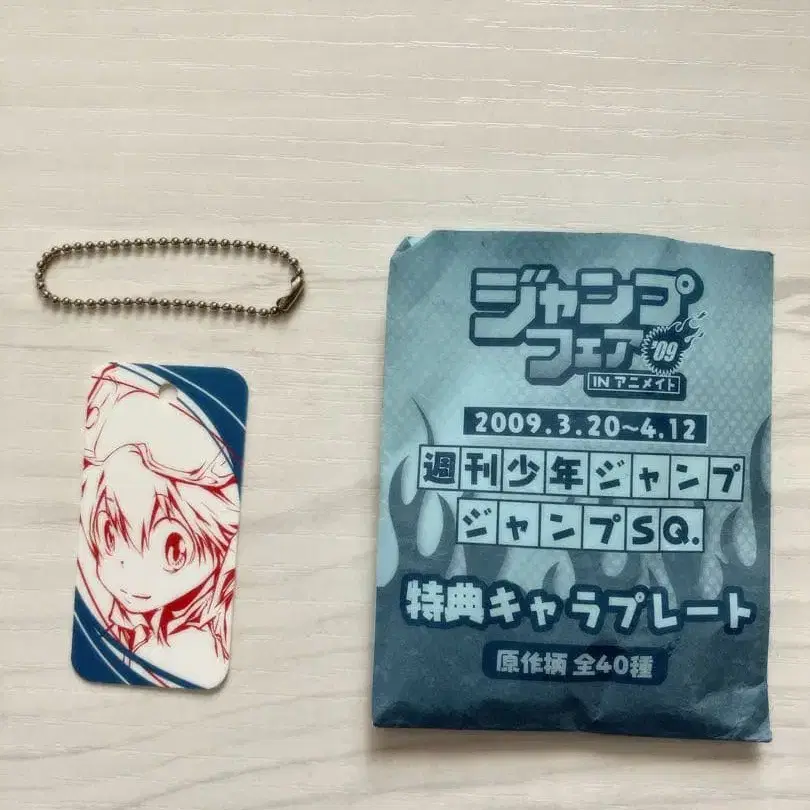 ジャンプ
フェア'09
IN アニメイト
2009.3.20~4.12
週刊少年ジャンプ
ジャンプSQ.
特典キャラプレート
原作柄 全40種